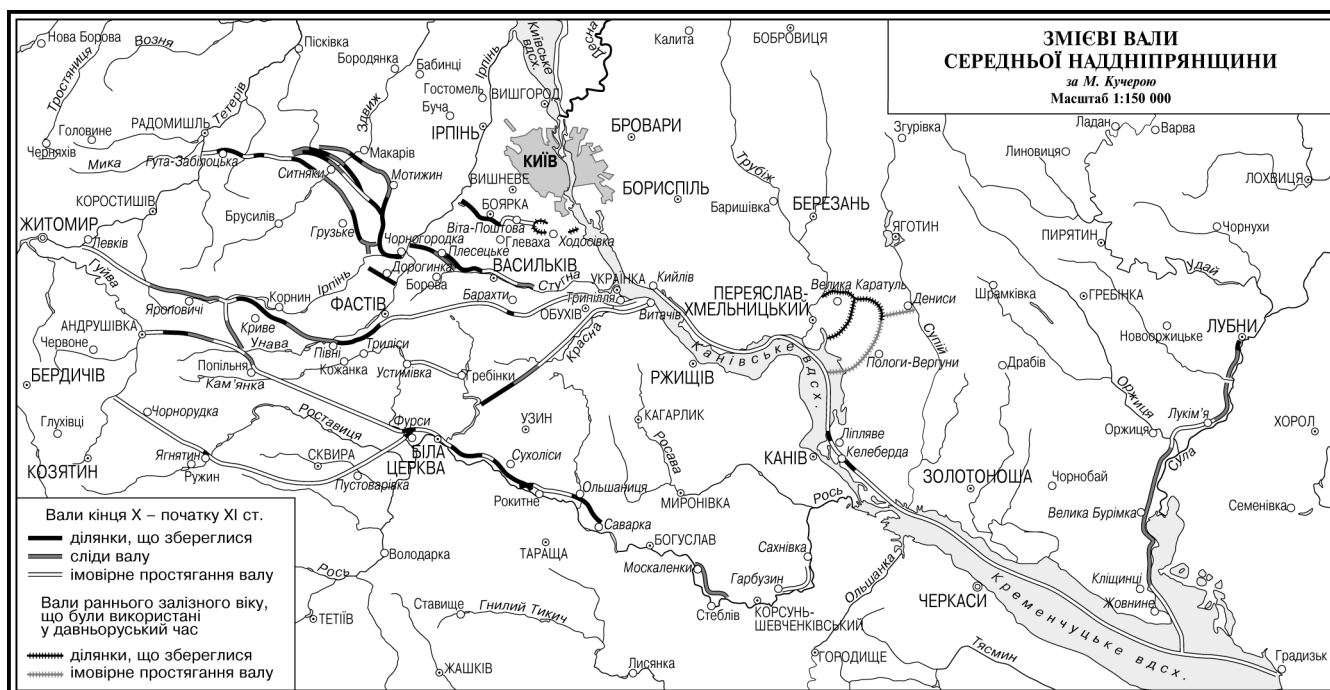 ЗМІЄВІ ВАЛИ
СЕРЕДНЬОЇ НАДДНІПРЯНЩИНИ
за М. Кучерою
Масштаб 1:150 000
Нова Борова
Возня
Пісківка
Тростяниця
Тетерів
Бородянка
Бабинці
Здвиж
Ірпінь
Київське
вдсх.
Десна
Калита
БОБРОВИЦЯ
Гостомель
Буча
ВИШГОРОД
ІРПІНЬ
БРОВАРИ
Згурівка
Ладан
Варва
Линовиця
ЛОХВИЦЯ
РАДОМИШЛЬ
Головине
Черняхів
Мика
Гута-Забілоцька
Макарів
Ситняки
Мотижин
КИЇВ
ВИШНЕВЕ
БОРИСПІЛЬ
Трубіж
Баришівка
БЕРЕЗАНЬ
ЯГОТИН
ПИРЯТИН
Чорнухи
КОРОСТИШІВ
Брусилів
Грузьке
БОЯРКА
Віта-Поштова
Глеваха
Ходосівка
ЖИТОМИР
Левків
Гуйва
Чорногородка
Плесецьке
Дорогинка
Борова
ВАСИЛЬКІВ
Стугна
УКРАЇНКА
Кийлів
Удай
Ірпінь
Яроповичі
Корнин
ФАСТІВ
Барахти
Трипілля
ОБУХІВ
Витачів
ПЕРЕЯСЛАВ-
ХМЕЛЬНИЦЬКИЙ
Велика Каратуль
Дениси
Шрамківка
ГРЕБІНКА
Новооржицьке
ЛУБНИ
АНДРУШІВКА
Червоне
Криве
Унава
Півні
Триліси
Кожанка
Устимівка
Гребінки
Красна
Канівське вдсх.
Супій
Пологи-Вергуни
Драбів
БЕРДИЧІВ
Попільня
Кам'янка
РЖИЩІВ
Оржиця
Чорнорудка
Роставиця
Фурси
УЗИН
КАГАРЛИК
Лукім'я
Оржиця
ХОРОЛ
Глухівці
КОЗЯТИН
Ягнятин
Ружин
СКВИРА
Пустоварівка
БІЛА
ЦЕРКВА
Сухоліси
Росава
Ліпляве
Келеберда
КАНІВ
Сула
Рокитне
Ольшаниця
МИРОНІВКА
Рось
ЗОЛОТОНОША
Чорнобай
Велика Бурімка
Семенівка
Саварка
Володарка
ТАРАЩА
БОГУСЛАВ
Сахнівка
Москаленки
Гарбузин
Ольшанка
Рось
ТЕТІЇВ
Ставище
Гнилий Тикич
Стеблів
КОРСУНЬ-
ШЕВЧЕНКІВСЬКИЙ
ЧЕРКАСИ
Кременчуцьке вдсх.
Кліщинці
Жовнине
ЖАШКІВ
Лисянка
ГОРОДИЩЕ
Тясмин
Градизьк
Вали кінця X – початку XI ст.
ділянки, що збереглися
сліди валу
імовірне простягання валу
Вали раннього залізного віку,
що були використані
у давньоруський час
ділянки, що збереглися
імовірне простягання валу